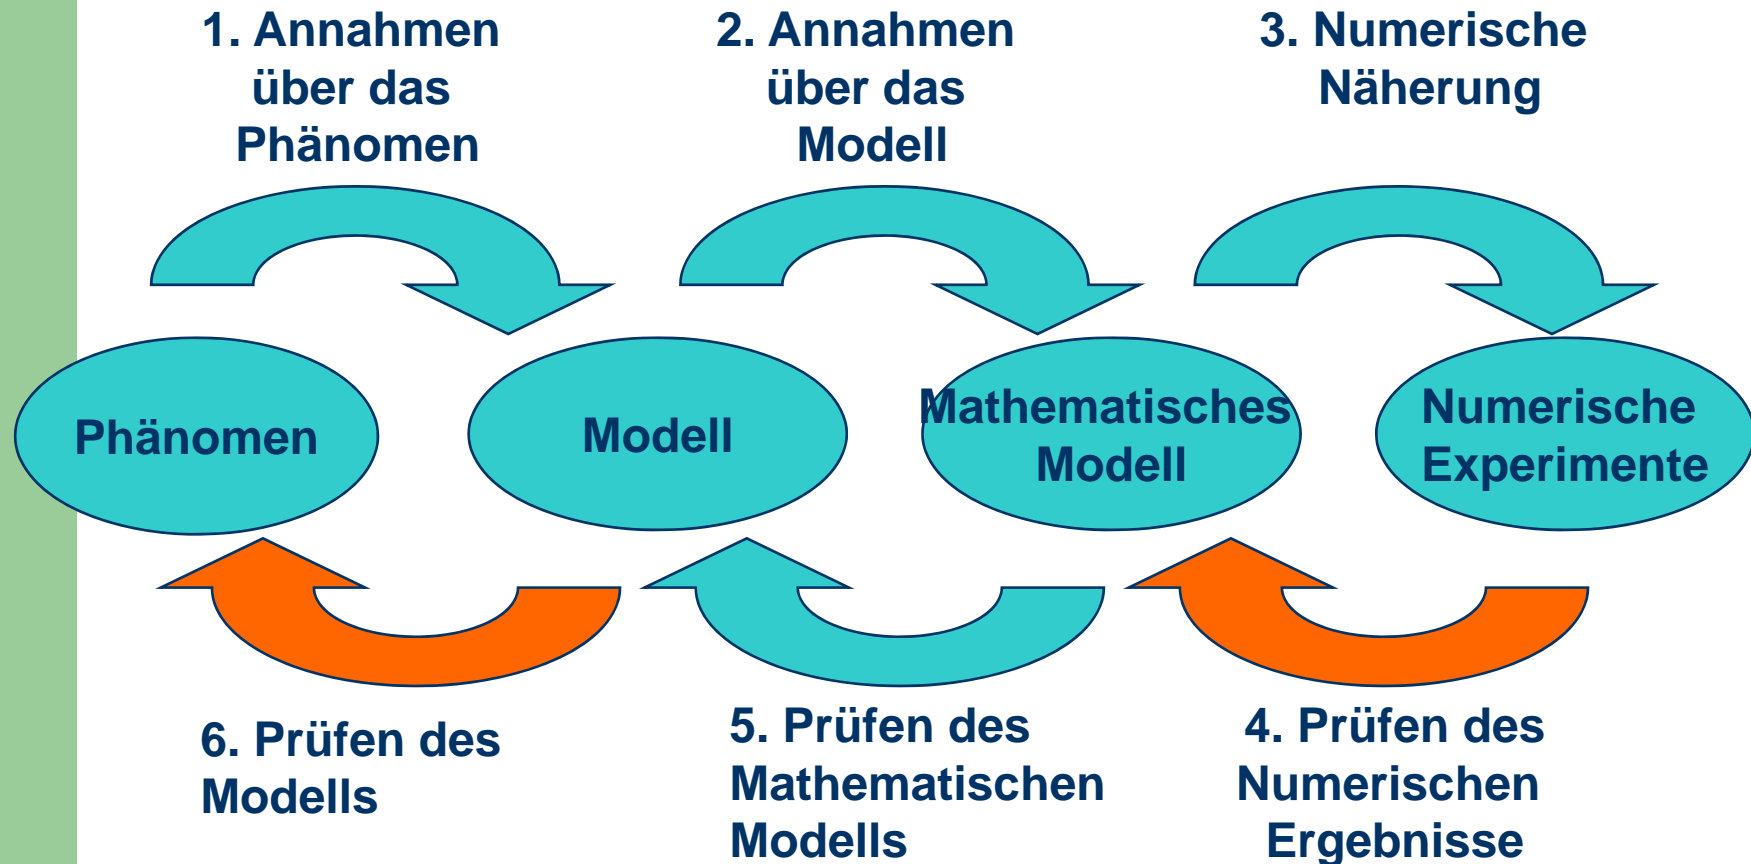 1. Annahmen
über das
Phänomen
2. Annahmen
über das
Modell
3. Numerische
Näherung
Phänomen
Modell
Mathematisches
Modell
Numerische
Experimente
6. Prüfen des
Modells
5. Prüfen des
Mathematischen
Modells
4. Prüfen des
Numerischen
Ergebnisse